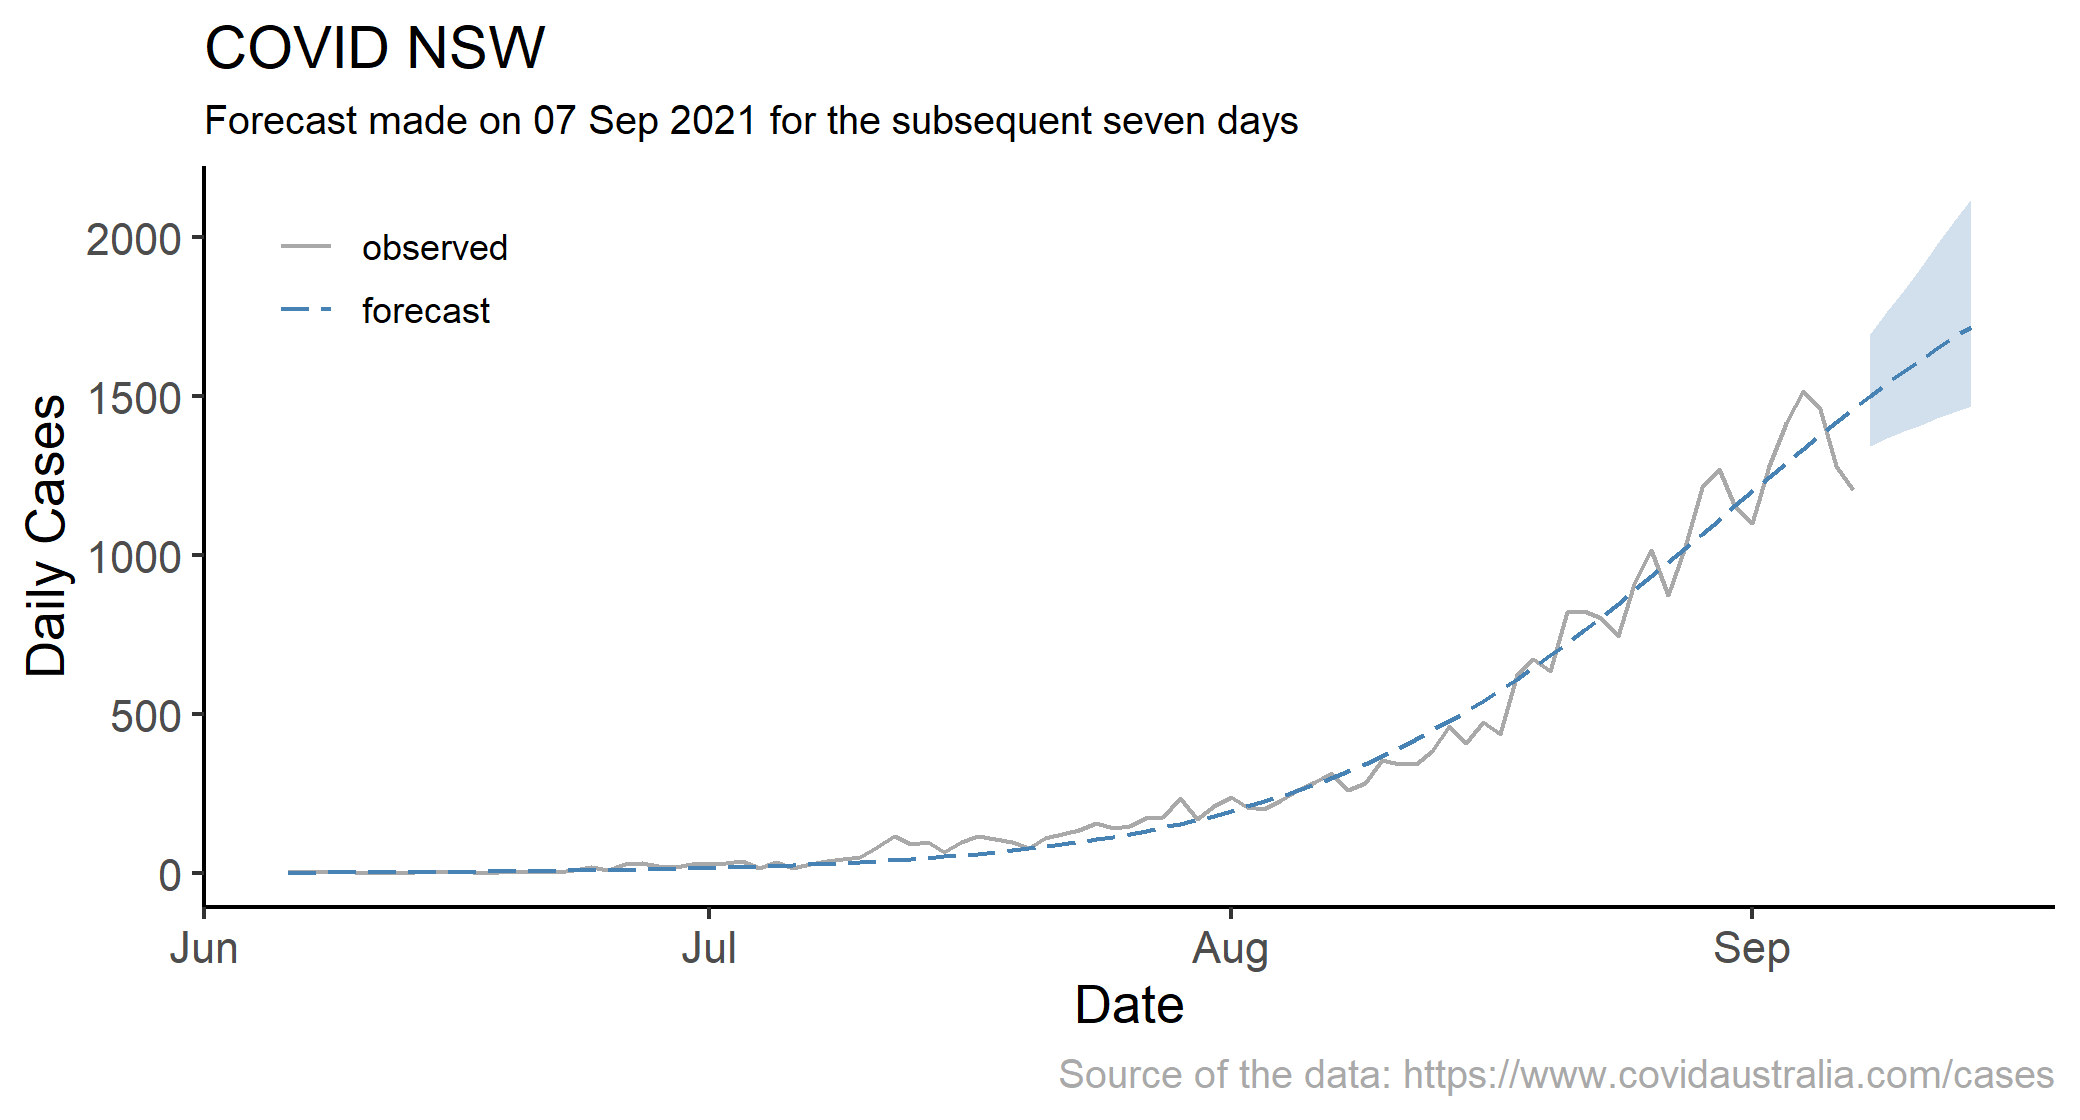 COVID NSW
Forecast made on 07 Sep 2021 for the subsequent seven days
observed
forecast
2000
1500
1000
500
0
Daily Cases
Jun Jul Aug Sep
Date
Source of the data: https://www.covidaustralia.com/cases